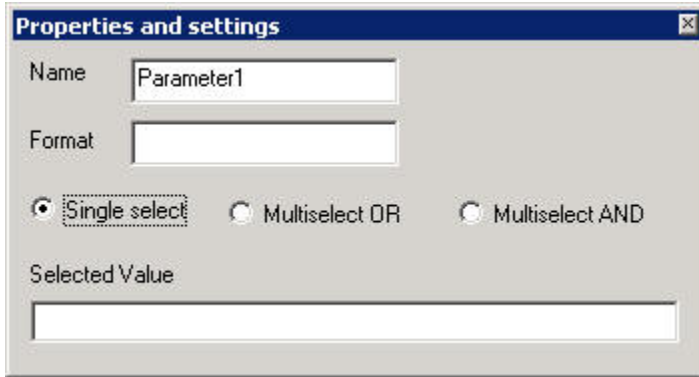 Properties and settings
Name
Parameter1
Format
Single select
Multiselect OR
Multiselect AND
Selected Value